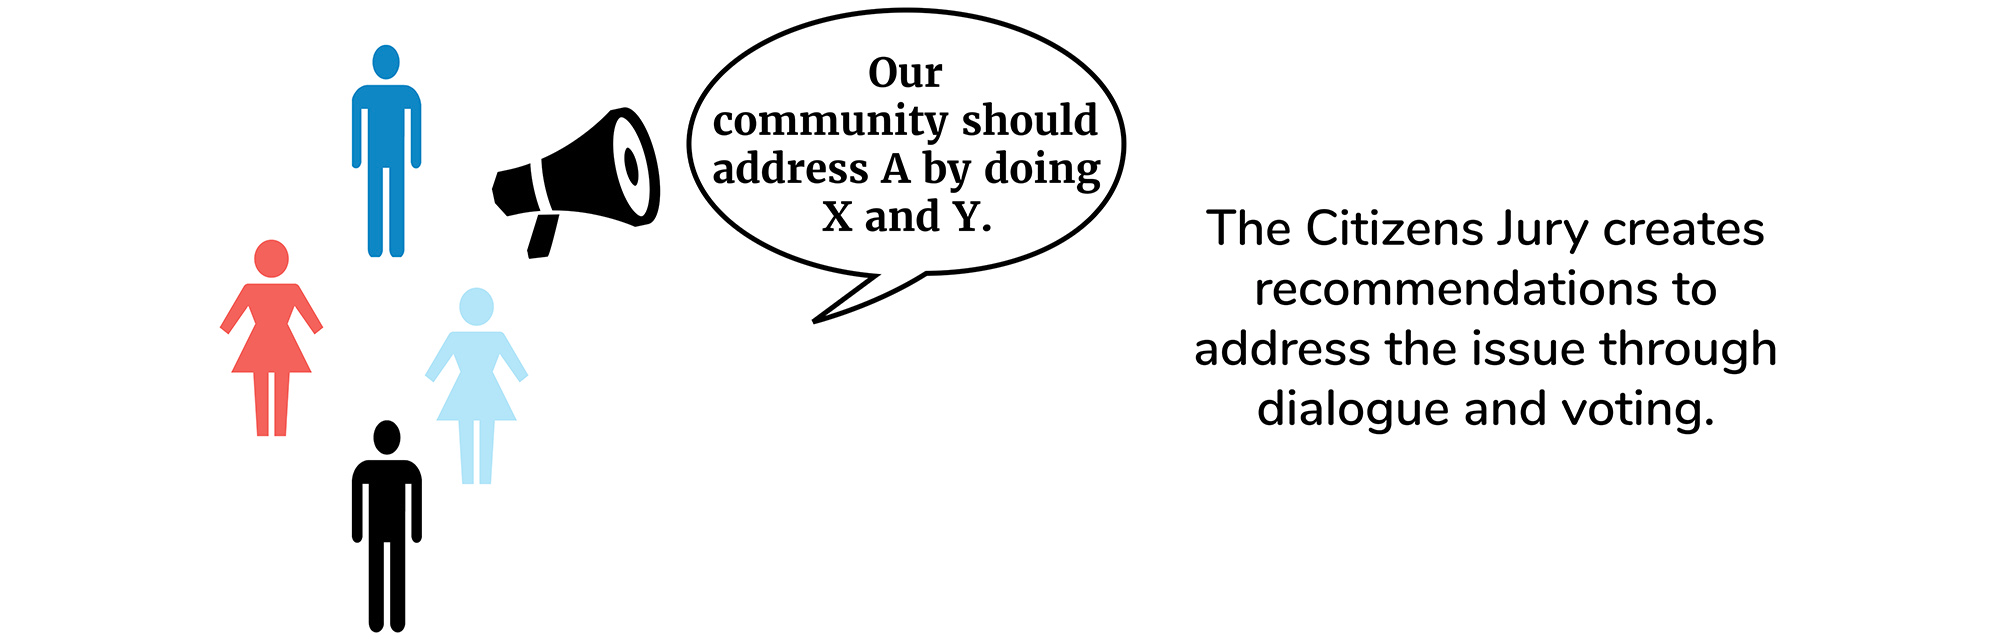 Our
community should
address A by doing
X and Y.
The Citizens Jury creates
recommendations to
address the issue through
dialogue and voting.